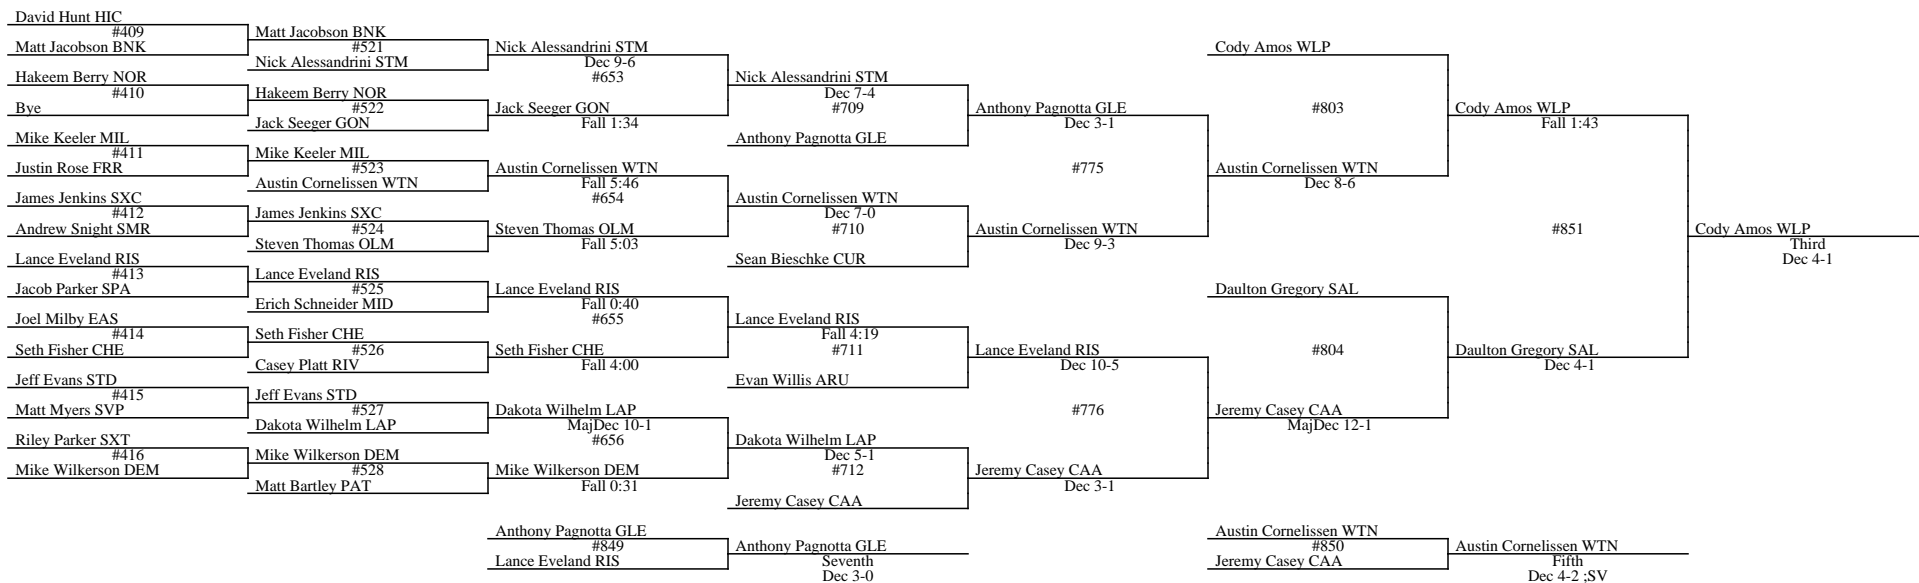 David Hunt HIC
#409
Matt Jacobson BNK
Hakeem Berry NOR
#410
Bye
Mike Keeler MIL
#411
Justin Rose FRR
James Jenkins SXC
#412
Andrew Snight SMR
Lance Eveland RIS
#413
Jacob Parker SPA
Joel Milby EAS
#414
Seth Fisher CHE
Jeff Evans STD
#415
Matt Myers SVP
Riley Parker SXT
#416
Mike Wilkerson DEM
Matt Jacobson BNK
#521
Nick Alessandrini STM
Hakeem Berry NOR
#522
Jack Seeger GON
Mike Keeler MIL
#523
Austin Cornelissen WTN
James Jenkins SXC
#524
Steven Thomas OLM
Lance Eveland RIS
#525
Erich Schneider MID
Seth Fisher CHE
#526
Casey Platt RIV
Jeff Evans STD
#527
Dakota Wilhelm LAP
Mike Wilkerson DEM
#528
Matt Bartley PAT
Nick Alessandrini STM
Dec 9-6
#653
Jack Seeger GON
Fall 1:34
Austin Cornelissen WTN
Fall 5:46
#654
Steven Thomas OLM
Fall 5:03
Lance Eveland RIS
Fall 0:40
#655
Seth Fisher CHE
Fall 4:00
Dakota Wilhelm LAP
MajDec 10-1
#656
Mike Wilkerson DEM
Fall 0:31
Nick Alessandrini STM
Dec 7-4
#709
Anthony Pagnotta GLE
Austin Cornelissen WTN
Dec 7-0
#710
Sean Bieschke CUR
Lance Eveland RIS
Fall 4:19
#711
Evan Willis ARU
Dakota Wilhelm LAP
Dec 5-1
#712
Jeremy Casey CAA
Anthony Pagnotta GLE
Dec 3-1
#775
Austin Cornelissen WTN
Dec 9-3
Lance Eveland RIS
Dec 10-5
#776
Jeremy Casey CAA
Dec 3-1
Cody Amos WLP
#803
Austin Cornelissen WTN
Dec 8-6
Daulton Gregory SAL
#804
Jeremy Casey CAA
MajDec 12-1
Cody Amos WLP
Fall 1:43
#851
Daulton Gregory SAL
Dec 4-1
Cody Amos WLP
Third
Dec 4-1
Anthony Pagnotta GLE
#849
Lance Eveland RIS
Anthony Pagnotta GLE
Seventh
Dec 3-0
Austin Cornelissen WTN
#850
Jeremy Casey CAA
Austin Cornelissen WTN
Fifth
Dec 4-2 ;SV